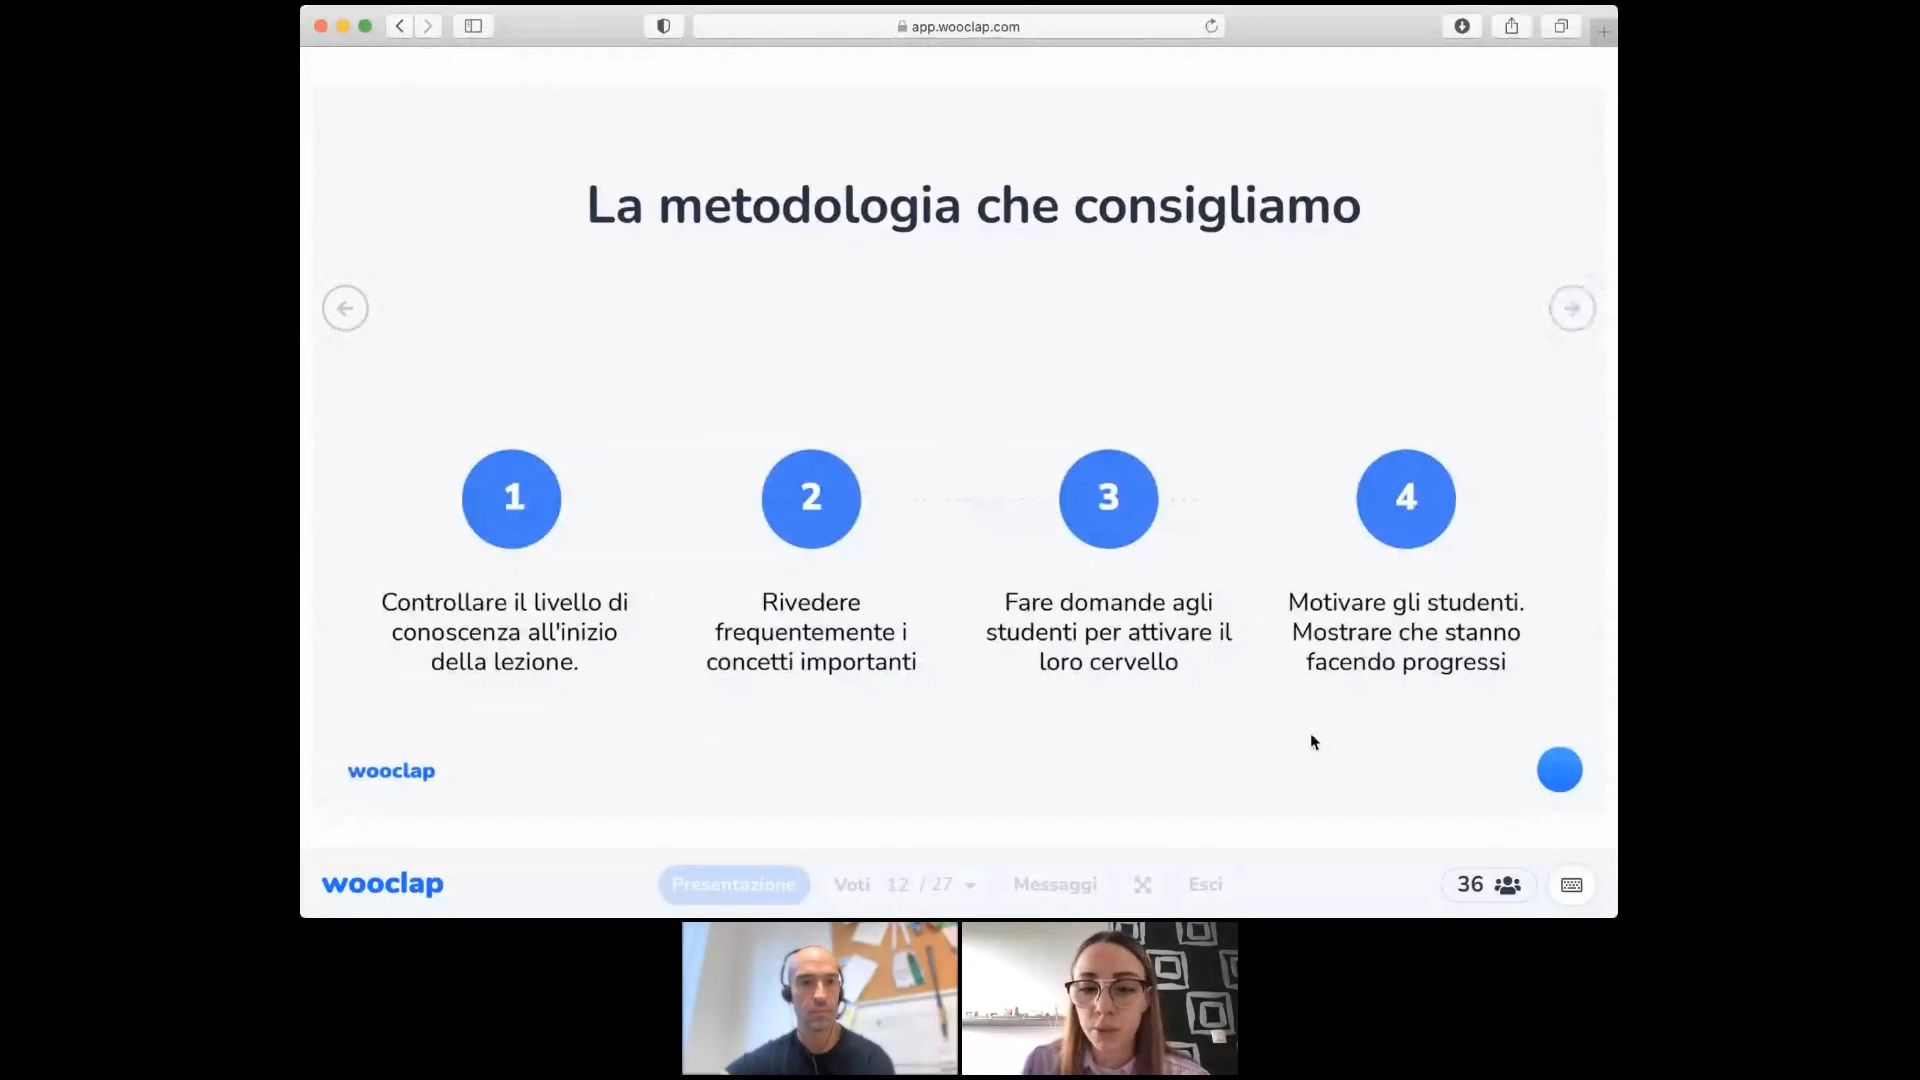 app.wooclap.com
La metodologia che consigliamo
1
2
3
4
Controllare il livello di
conoscenza all'inizio
della lezione.
Rivedere
frequentemente i
concetti importanti
Fare domande agli
studenti per attivare il
loro cervello
Motivare gli studenti.
Mostrare che stanno
facendo progressi
wooclap
wooclap
Presentazione
Voti
12 / 27
Messaggi
Esci
36